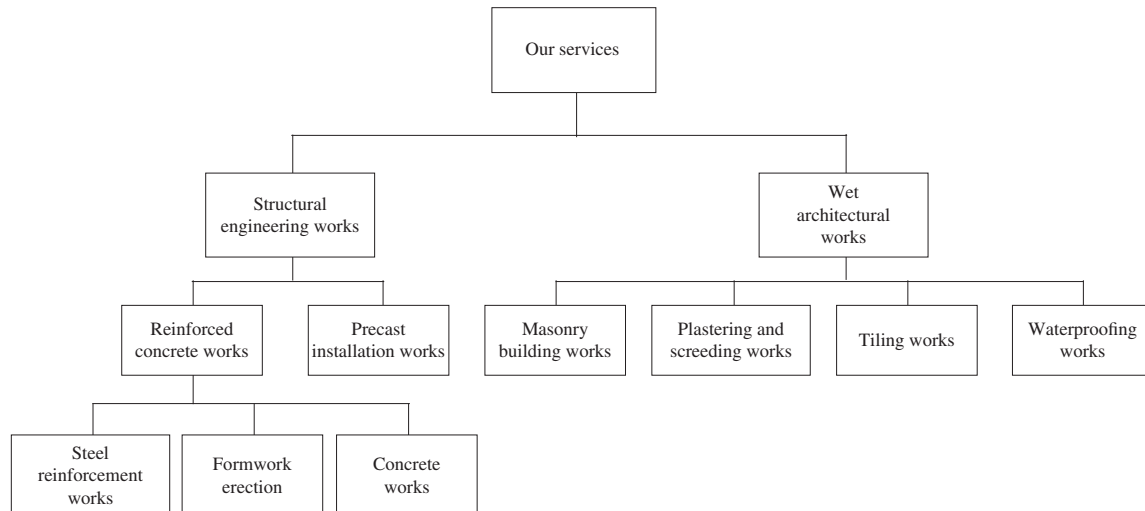 Our services
Structural
engineering works
Wet
architectural
works
Reinforced
concrete works
Precast
installation works
Masonry
building works
Plastering and
screeding works
Tiling works
Waterproofing
works
Steel
reinforcement
works
Formwork
erection
Concrete
works